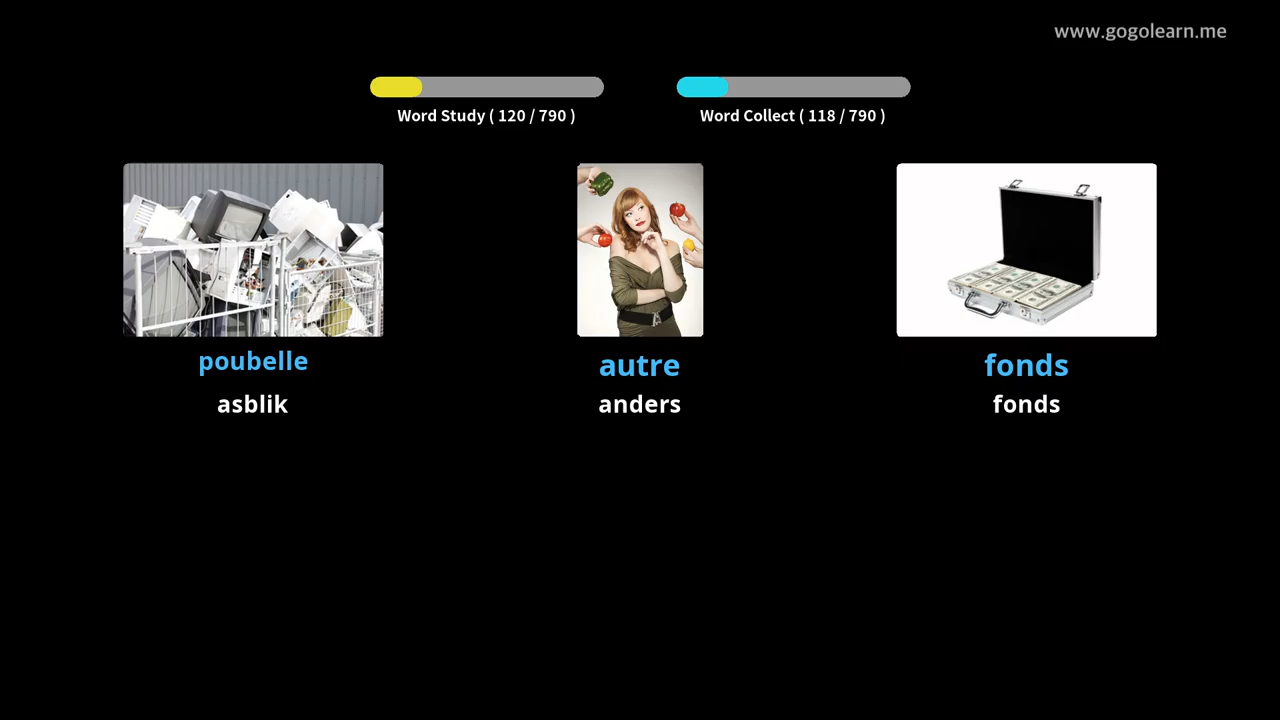 www.gogolearn.me
Word Study ( 120 / 790 )
Word Collect ( 118 / 790 )
poubelle
asblik
autre
anders
fonds
fonds